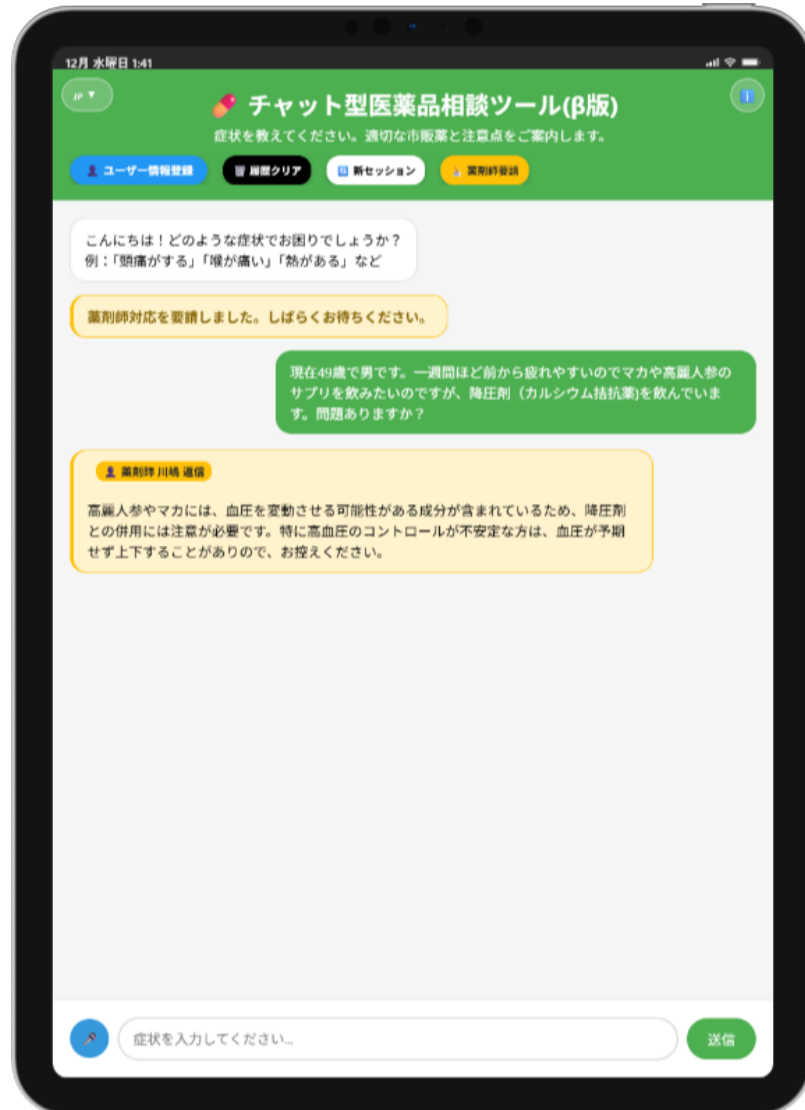 12月 水曜日 1:41
JP ▼
チャット型医薬品相談ツール(β版)
症状を教えてください。適切な市販薬と注意点をご案内します。
ユーザー情報登録
履歴クリア
新セッション
薬剤師要請
こんにちは！どのような症状でお困りでしょうか？
例：「頭痛がする」「喉が痛い」「熱がある」など
薬剤師対応を要請しました。しばらくお待ちください。
現在49歳で男です。一週間ほど前から疲れやすいのでマカや高麗人参の
サプリを飲みたいのですが、降圧剤（カルシウム拮抗薬)を飲んでいま
す。問題ありますか？
薬剤師 川嶋 返信
高麗人参やマカには、血圧を変動させる可能性がある成分が含まれているため、降圧剤
との併用には注意が必要です。特に高血圧のコントロールが不安定な方は、血圧が予期
せず上下することがありので、お控えください。
症状を入力してください...
送信